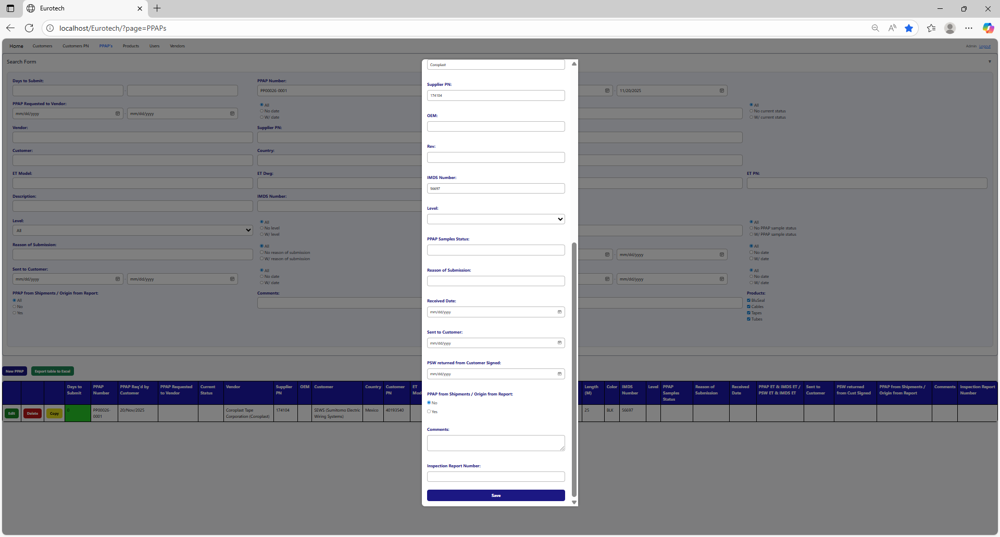 Eurotech
localhost/Eurotech/?page=PPAPs
Home Customers Customers PN PPAP's Products Users Vendors Admin Logout
Search Form
Days to Submit: PPAP Number:
- PP00026-0001 - 11/20/2025
PPAP Requested to Vendor:
mm/dd/yyyy - mm/dd/yyyy
All
No date
W/ date
All
No current status
W/ current status
Vendor: Supplier PN:
Customer: Country:
ET Model: ET Dwg: ET PN:
Description: IMDS Number:
Level:
All
All
No level
W/ level
All
No PPAP sample status
W/ PPAP sample status
Reason of Submission:
All
No reason of submission
W/ reason of submission
- mm/dd/yyyy
All
No date
W/ date
Sent to Customer:
mm/dd/yyyy - mm/dd/yyyy
All
No date
W/ date
- mm/dd/yyyy
All
No date
W/ date
PPAP from Shipments / Origin from Report:
All
No
Yes
Comments:
Products:
BluSeal
Cables
Tapes
Tubes
Coroplast
Supplier PN:
174104
OEM:
Rev:
IMDS Number:
56697
Level:
PPAP Samples Status:
Reason of Submission:
Received Date:
mm/dd/yyyy
Sent to Customer:
mm/dd/yyyy
PSW returned from Customer Signed:
mm/dd/yyyy
PPAP from Shipments / Origin from Report:
No
Yes
Comments:
Inspection Report Number:
Save
New PPAP Export table to Excel
Days to Submit
PPAP Number
PPAP Req'd by Customer
PPAP Requested to Vendor
Current Status
Vendor
Supplier PN
OEM
Customer
Country
Customer PN
ET Mod
Length (M)
Color
IMDS Number
Level
PPAP Samples Status
Reason of Submission
Received Date
PPAP ET & IMDS ET / PSW ET & IMDS ET
Sent to Customer
PSW returned from Cust Signed
PPAP from Shipments / Origin from Report
Comments
Inspection Report Number
Edit Delete Copy
0
PP00026-0001
20/Nov/2025
Coroplast Tape Corporation (Coroplast)
174104
SEWS (Sumitomo Electric Wiring Systems)
Mexico
40193540
25
BLK
56697